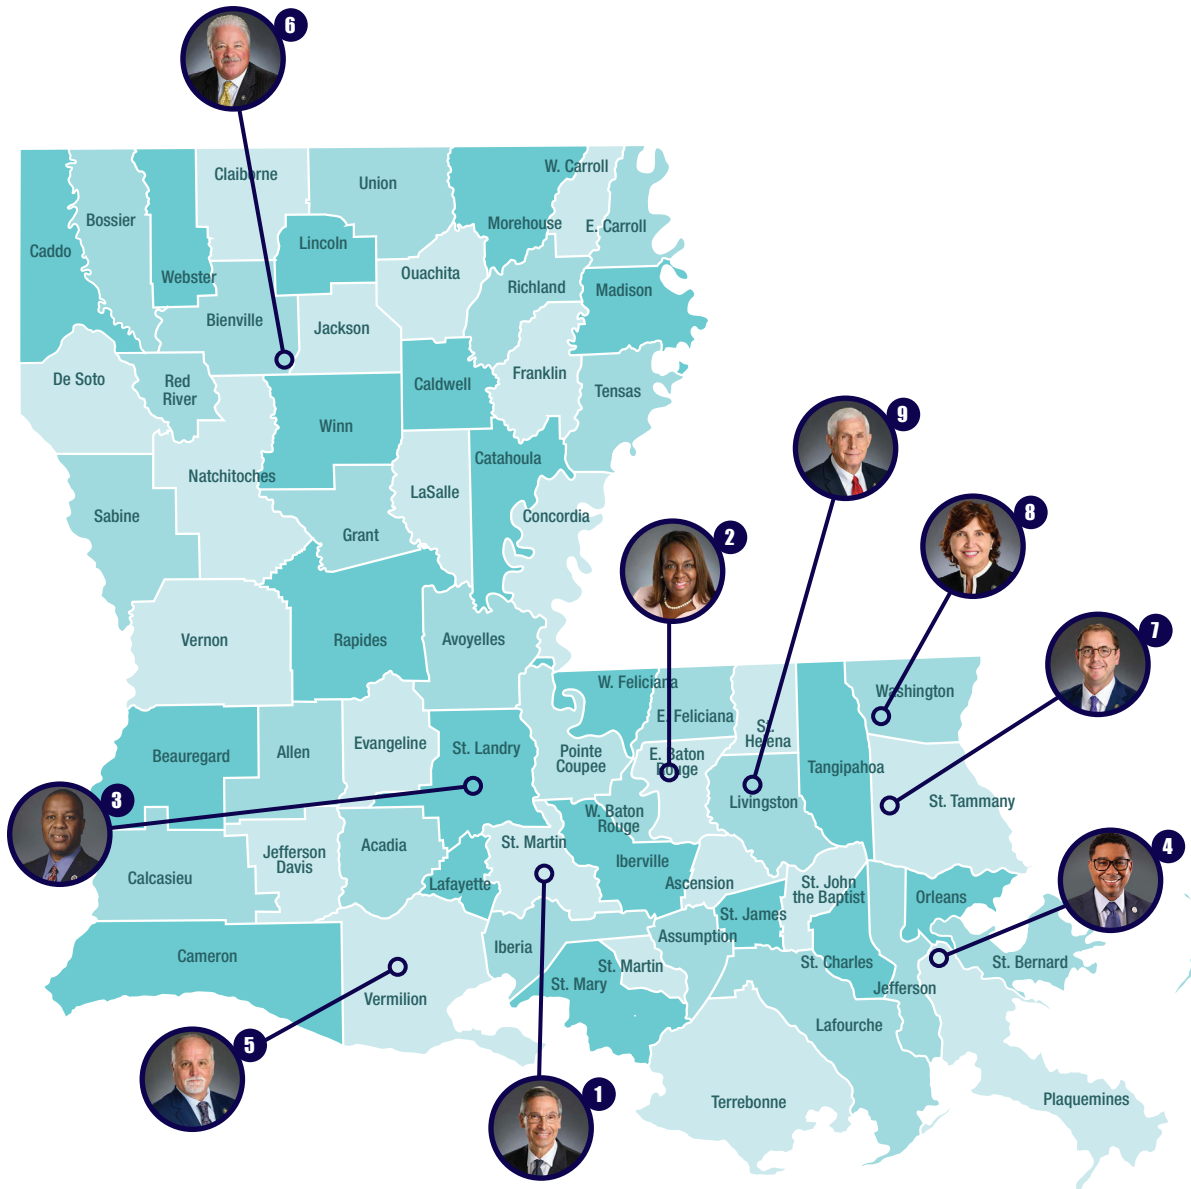 6
Claiborne
Union
W. Carroll
Bossier
Morehouse
E. Carroll
Caddo
Lincoln
Webster
Ouachita
Richland
Madison
Bienville
Jackson
De Soto
Red
River
Caldwell
Franklin
Tensas
Winn
9
Natchitoches
Catahoula
LaSalle
Sabine
Grant
Concordia
8
2
Vernon
Rapides
Avoyelles
7
W. Feliciana
Washington
E. Feliciana
St.
Helena
Beauregard
Allen
Evangeline
St. Landry
Pointe
Coupee
E. Baton
Rouge
Tangipahoa
3
Livingston
St. Tammany
W. Baton
Rouge
Acadia
St. Martin
4
Jefferson
Davis
Iberville
Calcasieu
Lafayette
Ascension
St. John
the Baptist
Orleans
St. James
Assumption
Cameron
Iberia
St. Martin
St. Charles
St. Bernard
St. Mary
Jefferson
Vermilion
Lafourche
5
1
Terrebonne
Plaquemines